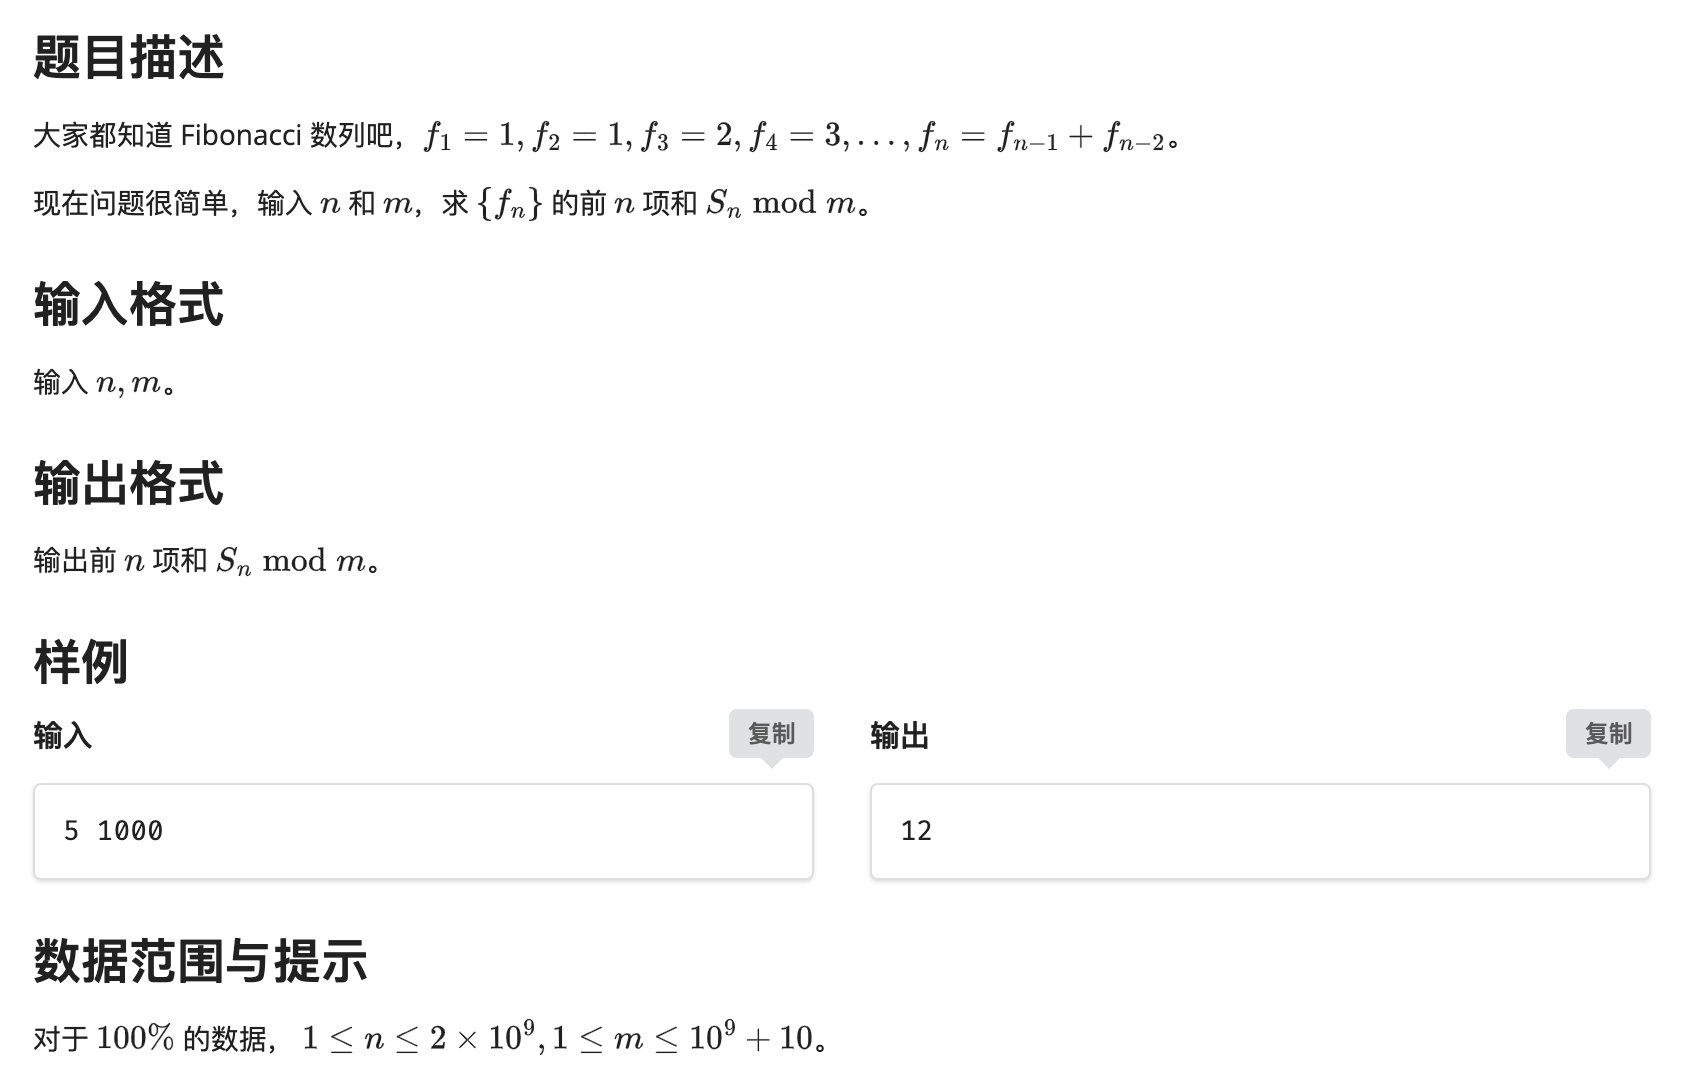 题目描述
大家都知道 Fibonacci 数列吧，$f_1 = 1, f_2 = 1, f_3 = 2, f_4 = 3, \ldots, f_n = f_{n-1} + f_{n-2}$。
现在问题很简单，输入 $n$ 和 $m$，求 $\{f_n\}$ 的前 $n$ 项和 $S_n \bmod m$。
输入格式
输入 $n, m$。
输出格式
输出前 $n$ 项和 $S_n \bmod m$。
样例
输入 复制 输出 复制
5 1000 12
数据范围与提示
对于 $100\%$ 的数据， $1 \leq n \leq 2 \times 10^9, 1 \leq m \leq 10^9 + 10$。